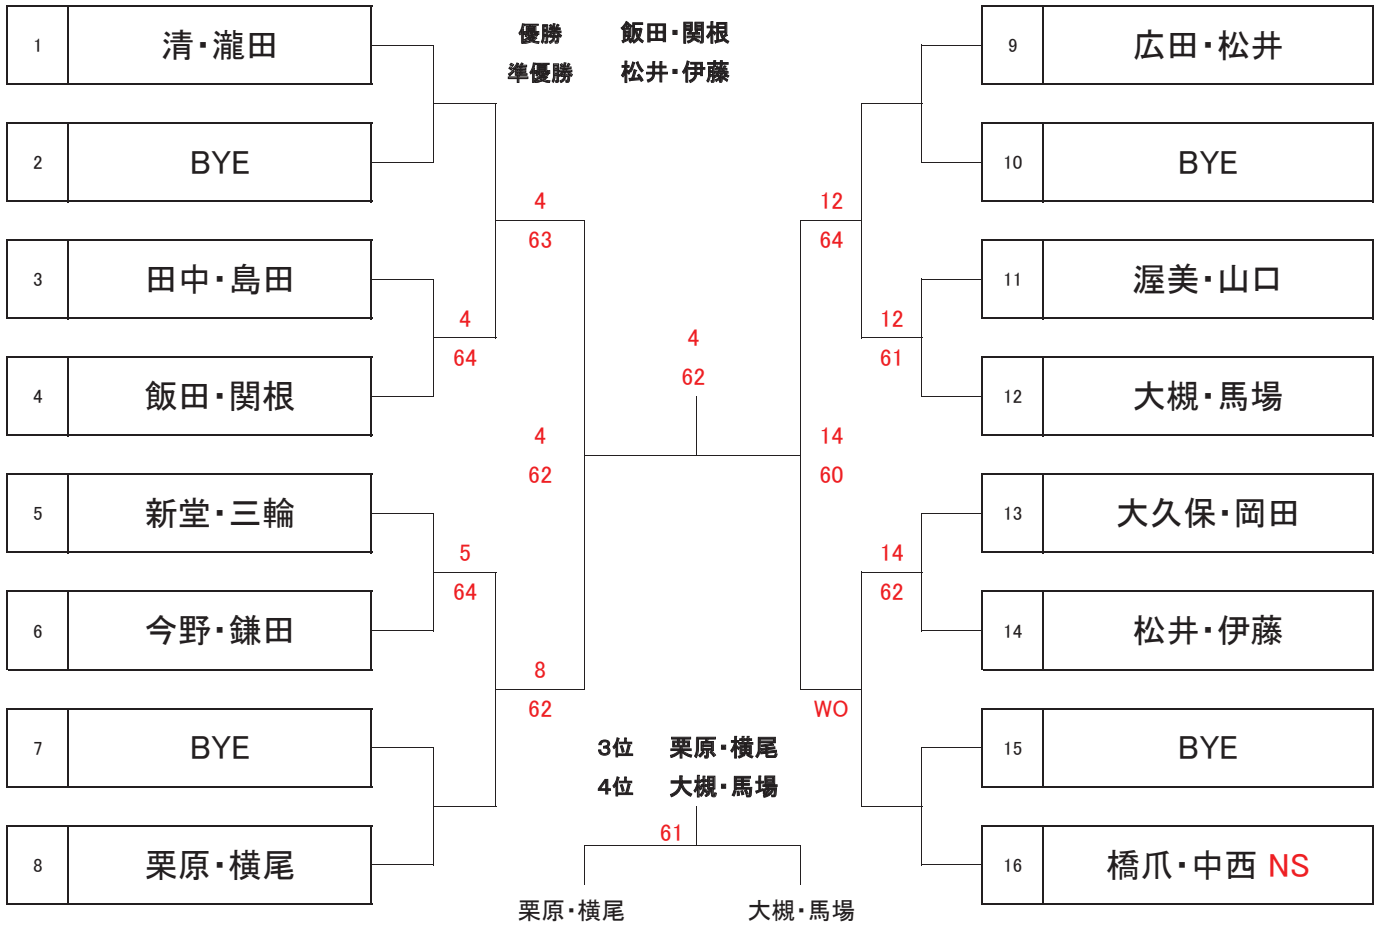 優勝 飯田・関根
準優勝 松井・伊藤
1 清・瀧田
2 BYE
3 田中・島田
4 飯田・関根
5 新堂・三輪
6 今野・鎌田
7 BYE
8 栗原・横尾
4
63
4
64
4
62
5
64
8
62
4
62
12
64
12
61
14
60
14
62
WO
9 広田・松井
10 BYE
11 渥美・山口
12 大槻・馬場
13 大久保・岡田
14 松井・伊藤
15 BYE
16 橋爪・中西 NS
3位 栗原・横尾
4位 大槻・馬場
61
栗原・横尾 大槻・馬場